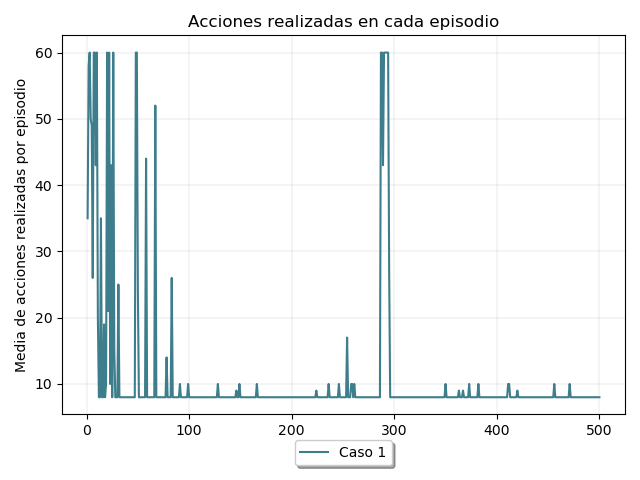 Acciones realizadas en cada episodio
Media de acciones realizadas por episodio
60
50
40
30
20
10
0 100 200 300 400 500
Caso 1